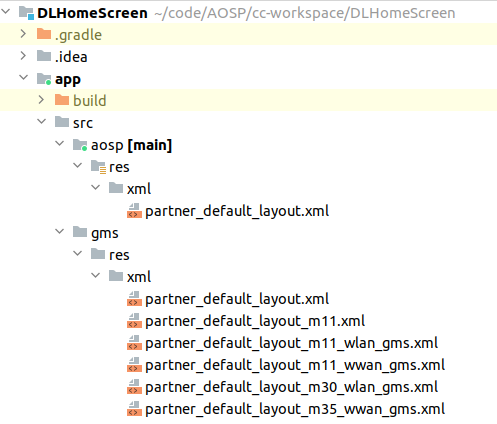 DLHomeScreen ~/code/AOSP/cc-workspace/DLHomeScreen
.gradle
.idea
app
build
src
aosp [main]
res
xml
partner_default_layout.xml
gms
res
xml
partner_default_layout.xml
partner_default_layout_m11.xml
partner_default_layout_m11_wlan_gms.xml
partner_default_layout_m11_wwan_gms.xml
partner_default_layout_m30_wlan_gms.xml
partner_default_layout_m35_wwan_gms.xml